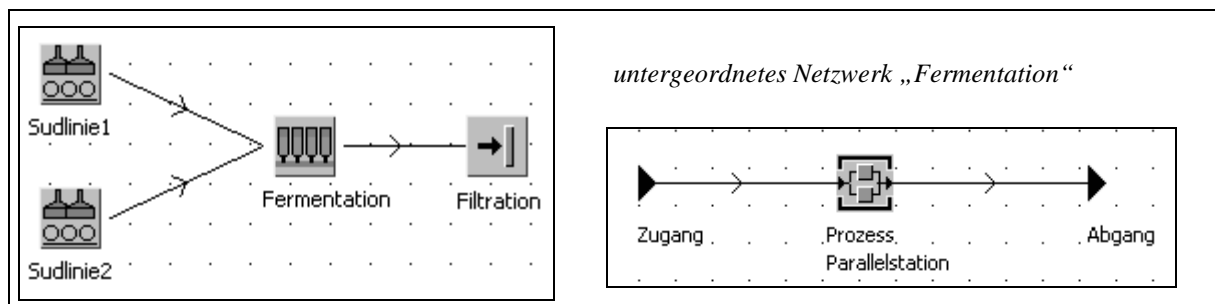 Sudlinie1
Sudlinie2
Fermentation
Filtration
untergeordnetes Netzwerk „Fermentation“
Zugang
Prozess
Parallelstation
Abgang